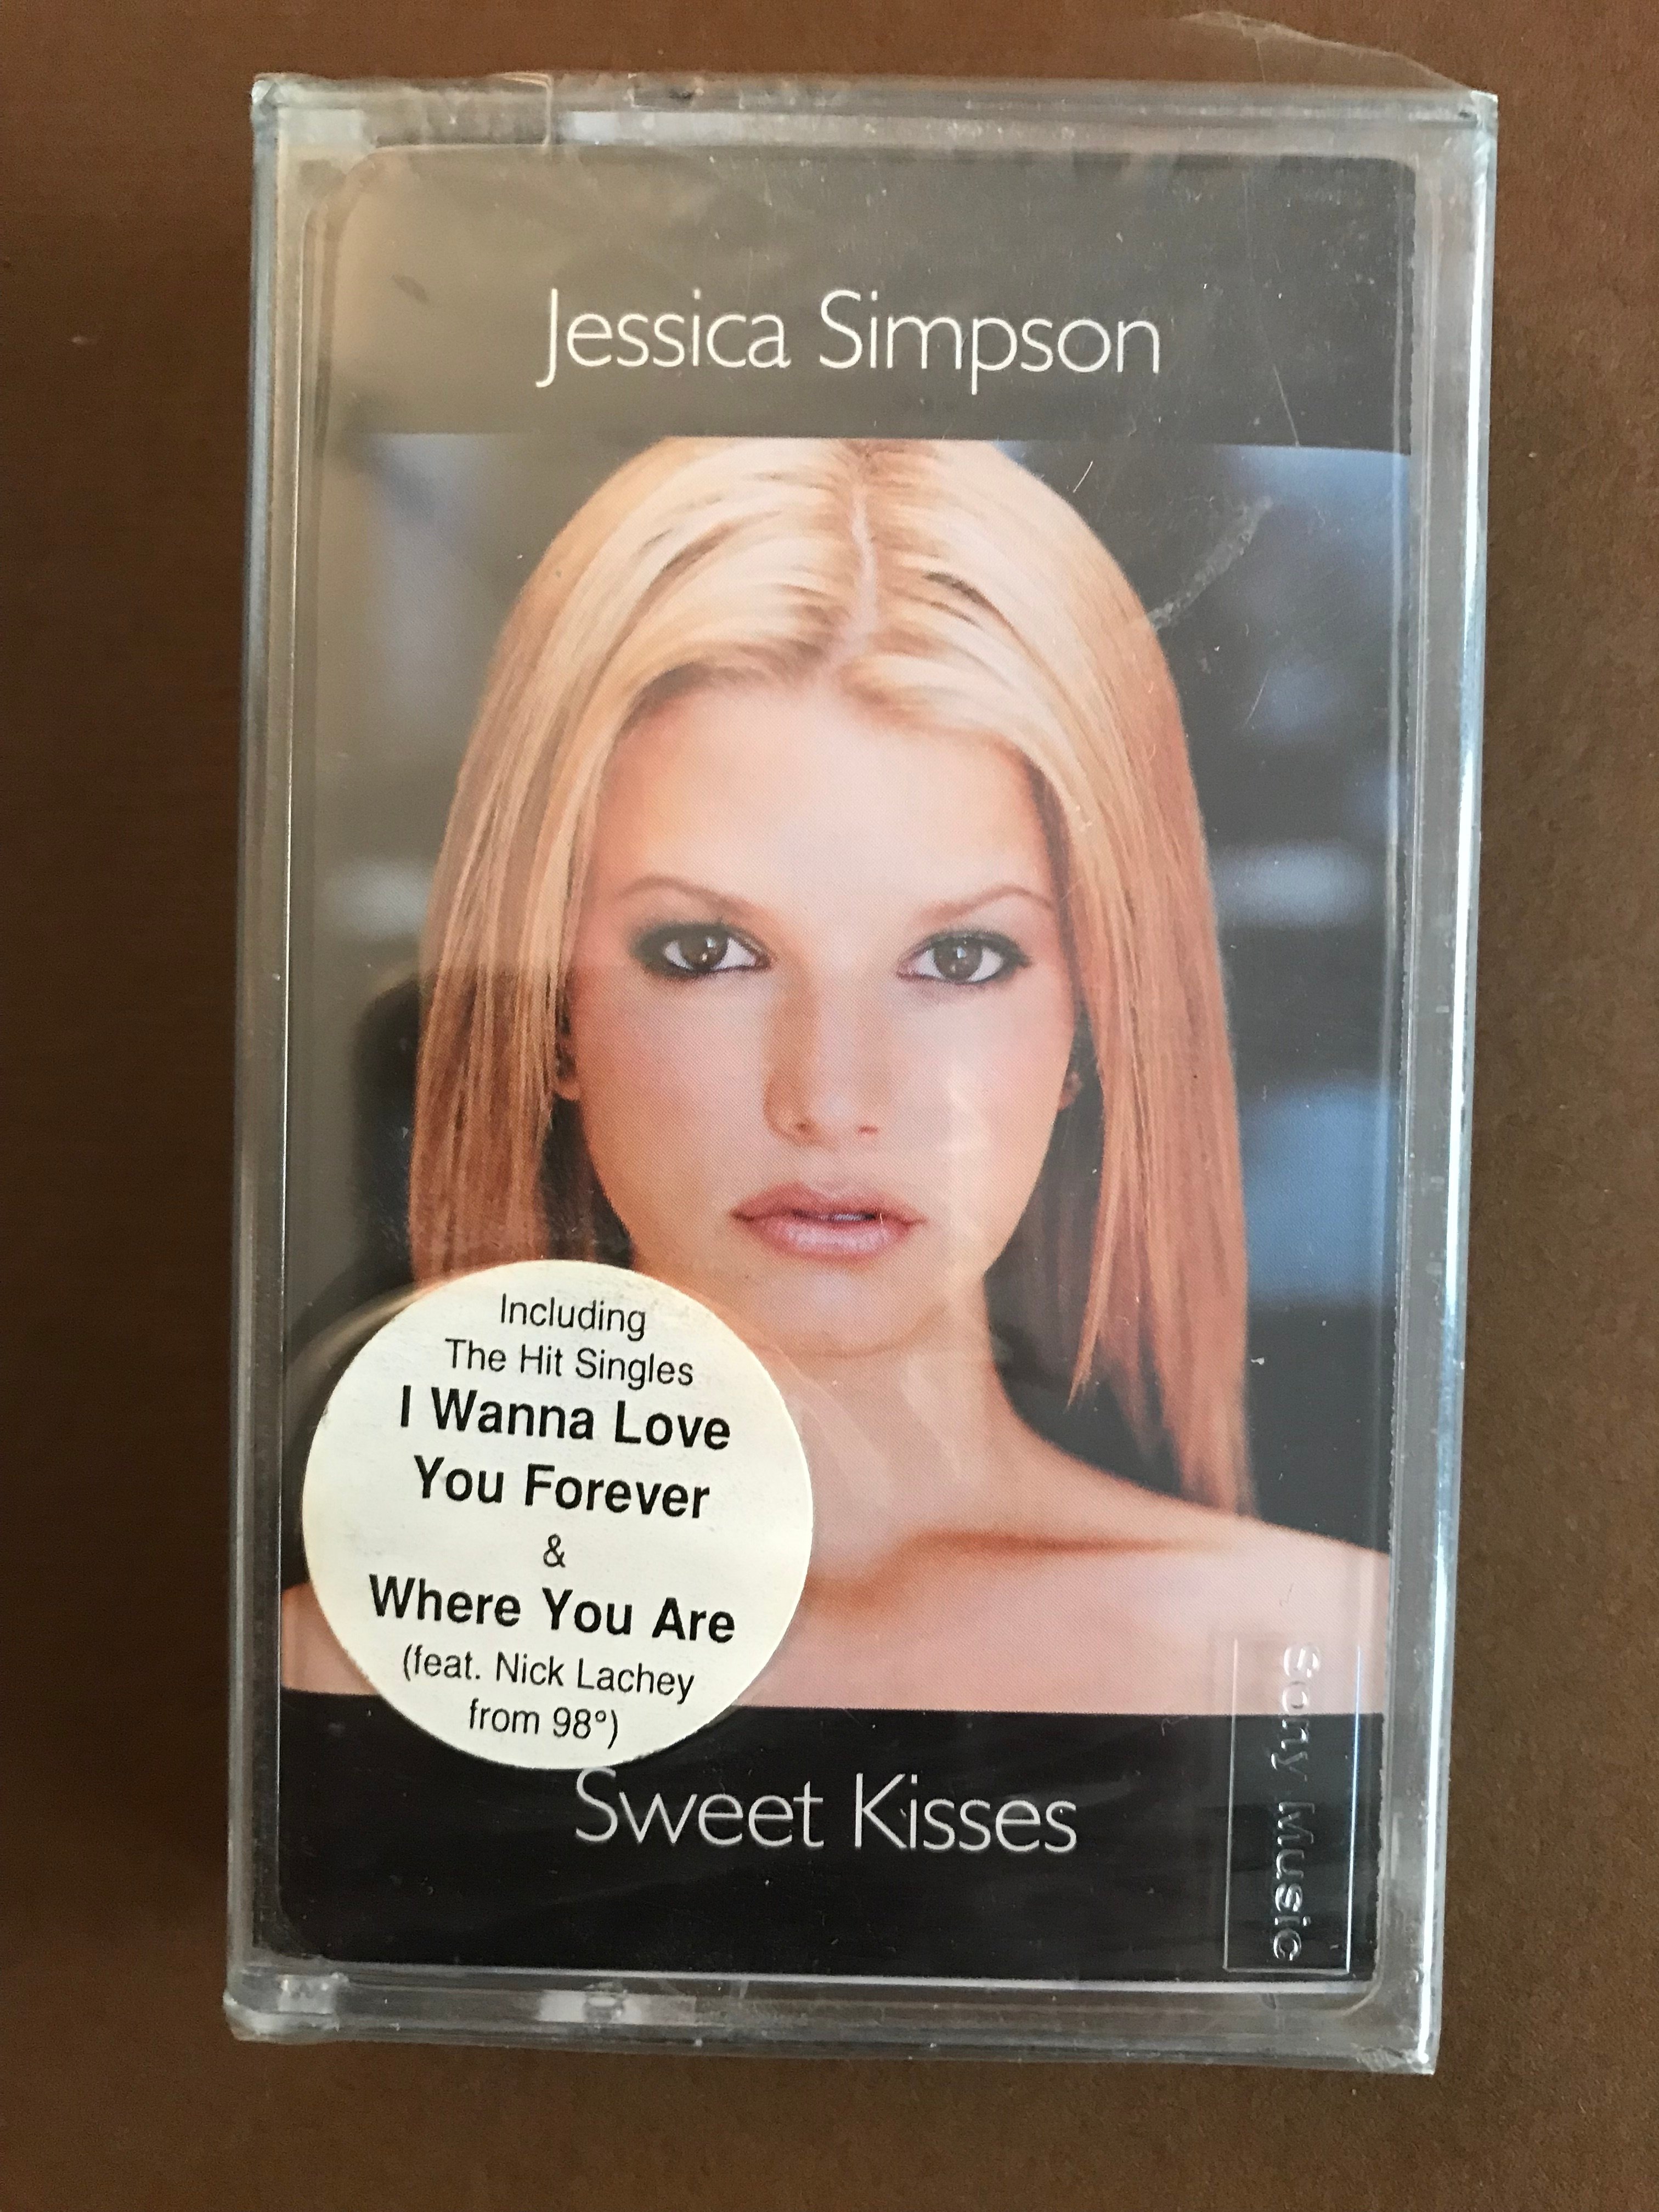 Jessica Simpson
Including
The Hit Singles
I Wanna Love
You Forever
&
Where You Are
(feat. Nick Lachey
from 98°)
Sweet Kisses
Sony Music